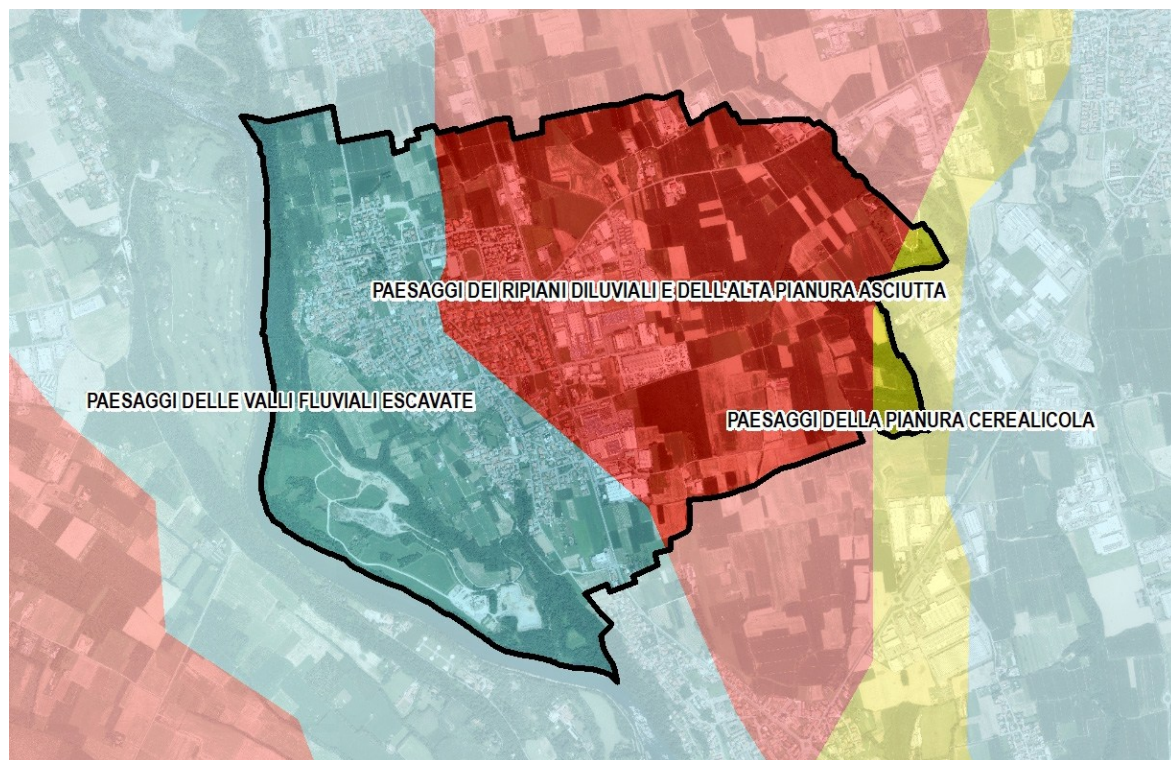 PAESAGGI DEI RIPIANI DILUVIALI E DELL'ALTA PIANURA ASCIUTTA
PAESAGGI DELLE VALLI FLUVIALI ESCAVATE
PAESAGGI DELLA PIANURA CEREALICOLA